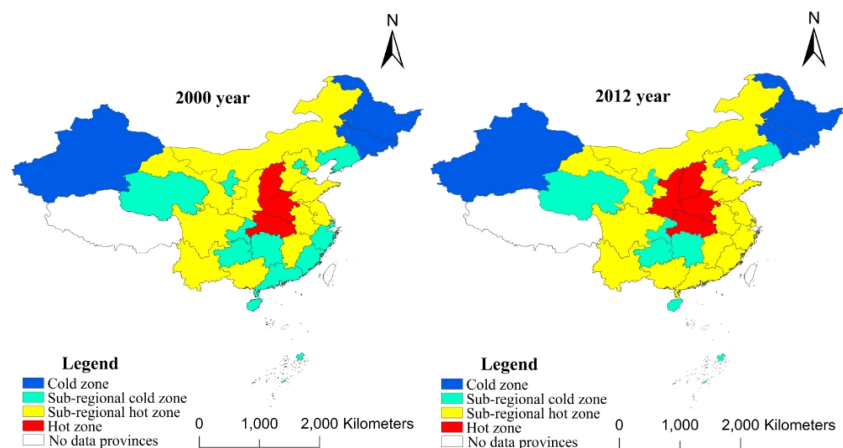 N
2000 year
Legend
Cold zone
Sub-regional cold zone
Sub-regional hot zone
Hot zone
No data provinces
0 1,000 2,000 Kilometers
N
2012 year
Legend
Cold zone
Sub-regional cold zone
Sub-regional hot zone
Hot zone
No data provinces
0 1,000 2,000 Kilometers